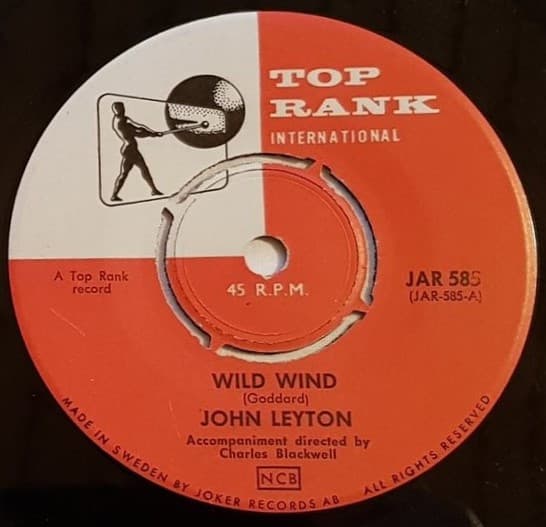 TOP
RANK
INTERNATIONAL
A Top Rank
record
45 R.P.M.
JAR 585
(JAR-585-A)
WILD WIND
(Goddard)
JOHN LEYTON
Accompaniment directed by
Charles Blackwell
NCB
MADE IN SWEDEN BY JOKER RECORDS AB ALL RIGHTS RESERVED